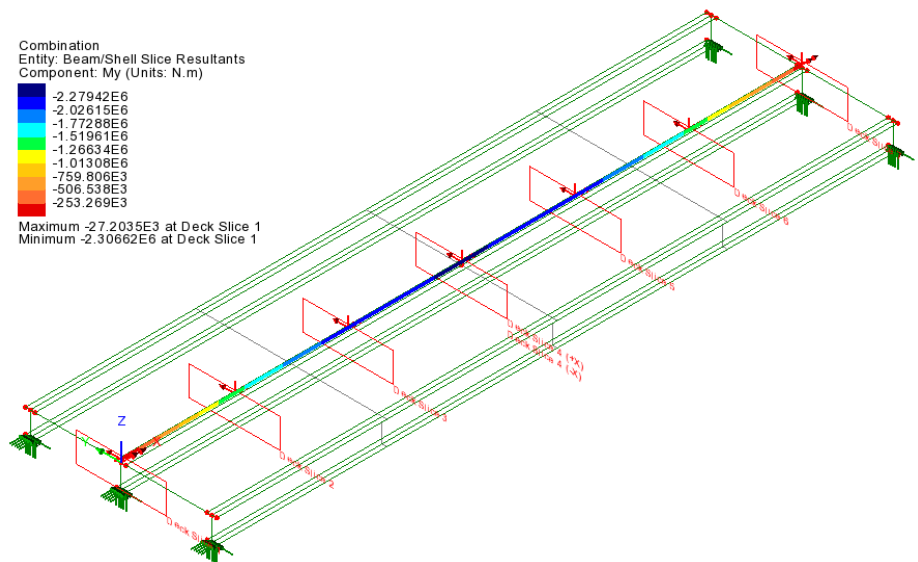 Combination
Entity: Beam/Shell Slice Resultants
Component: My (Units: N.m)
-2.27942E6
-2.02615E6
-1.77288E6
-1.51961E6
-1.26634E6
-1.01308E6
-759.806E3
-506.538E3
-253.269E3
Maximum -27.2035E3 at Deck Slice 1
Minimum -2.30662E6 at Deck Slice 1
Deck Slice 6
Deck Slice 5
Deck Slice 4 (+X)
Deck Slice 4 (-X)
Deck Slice 3
Deck Slice 2
Z
Y
X